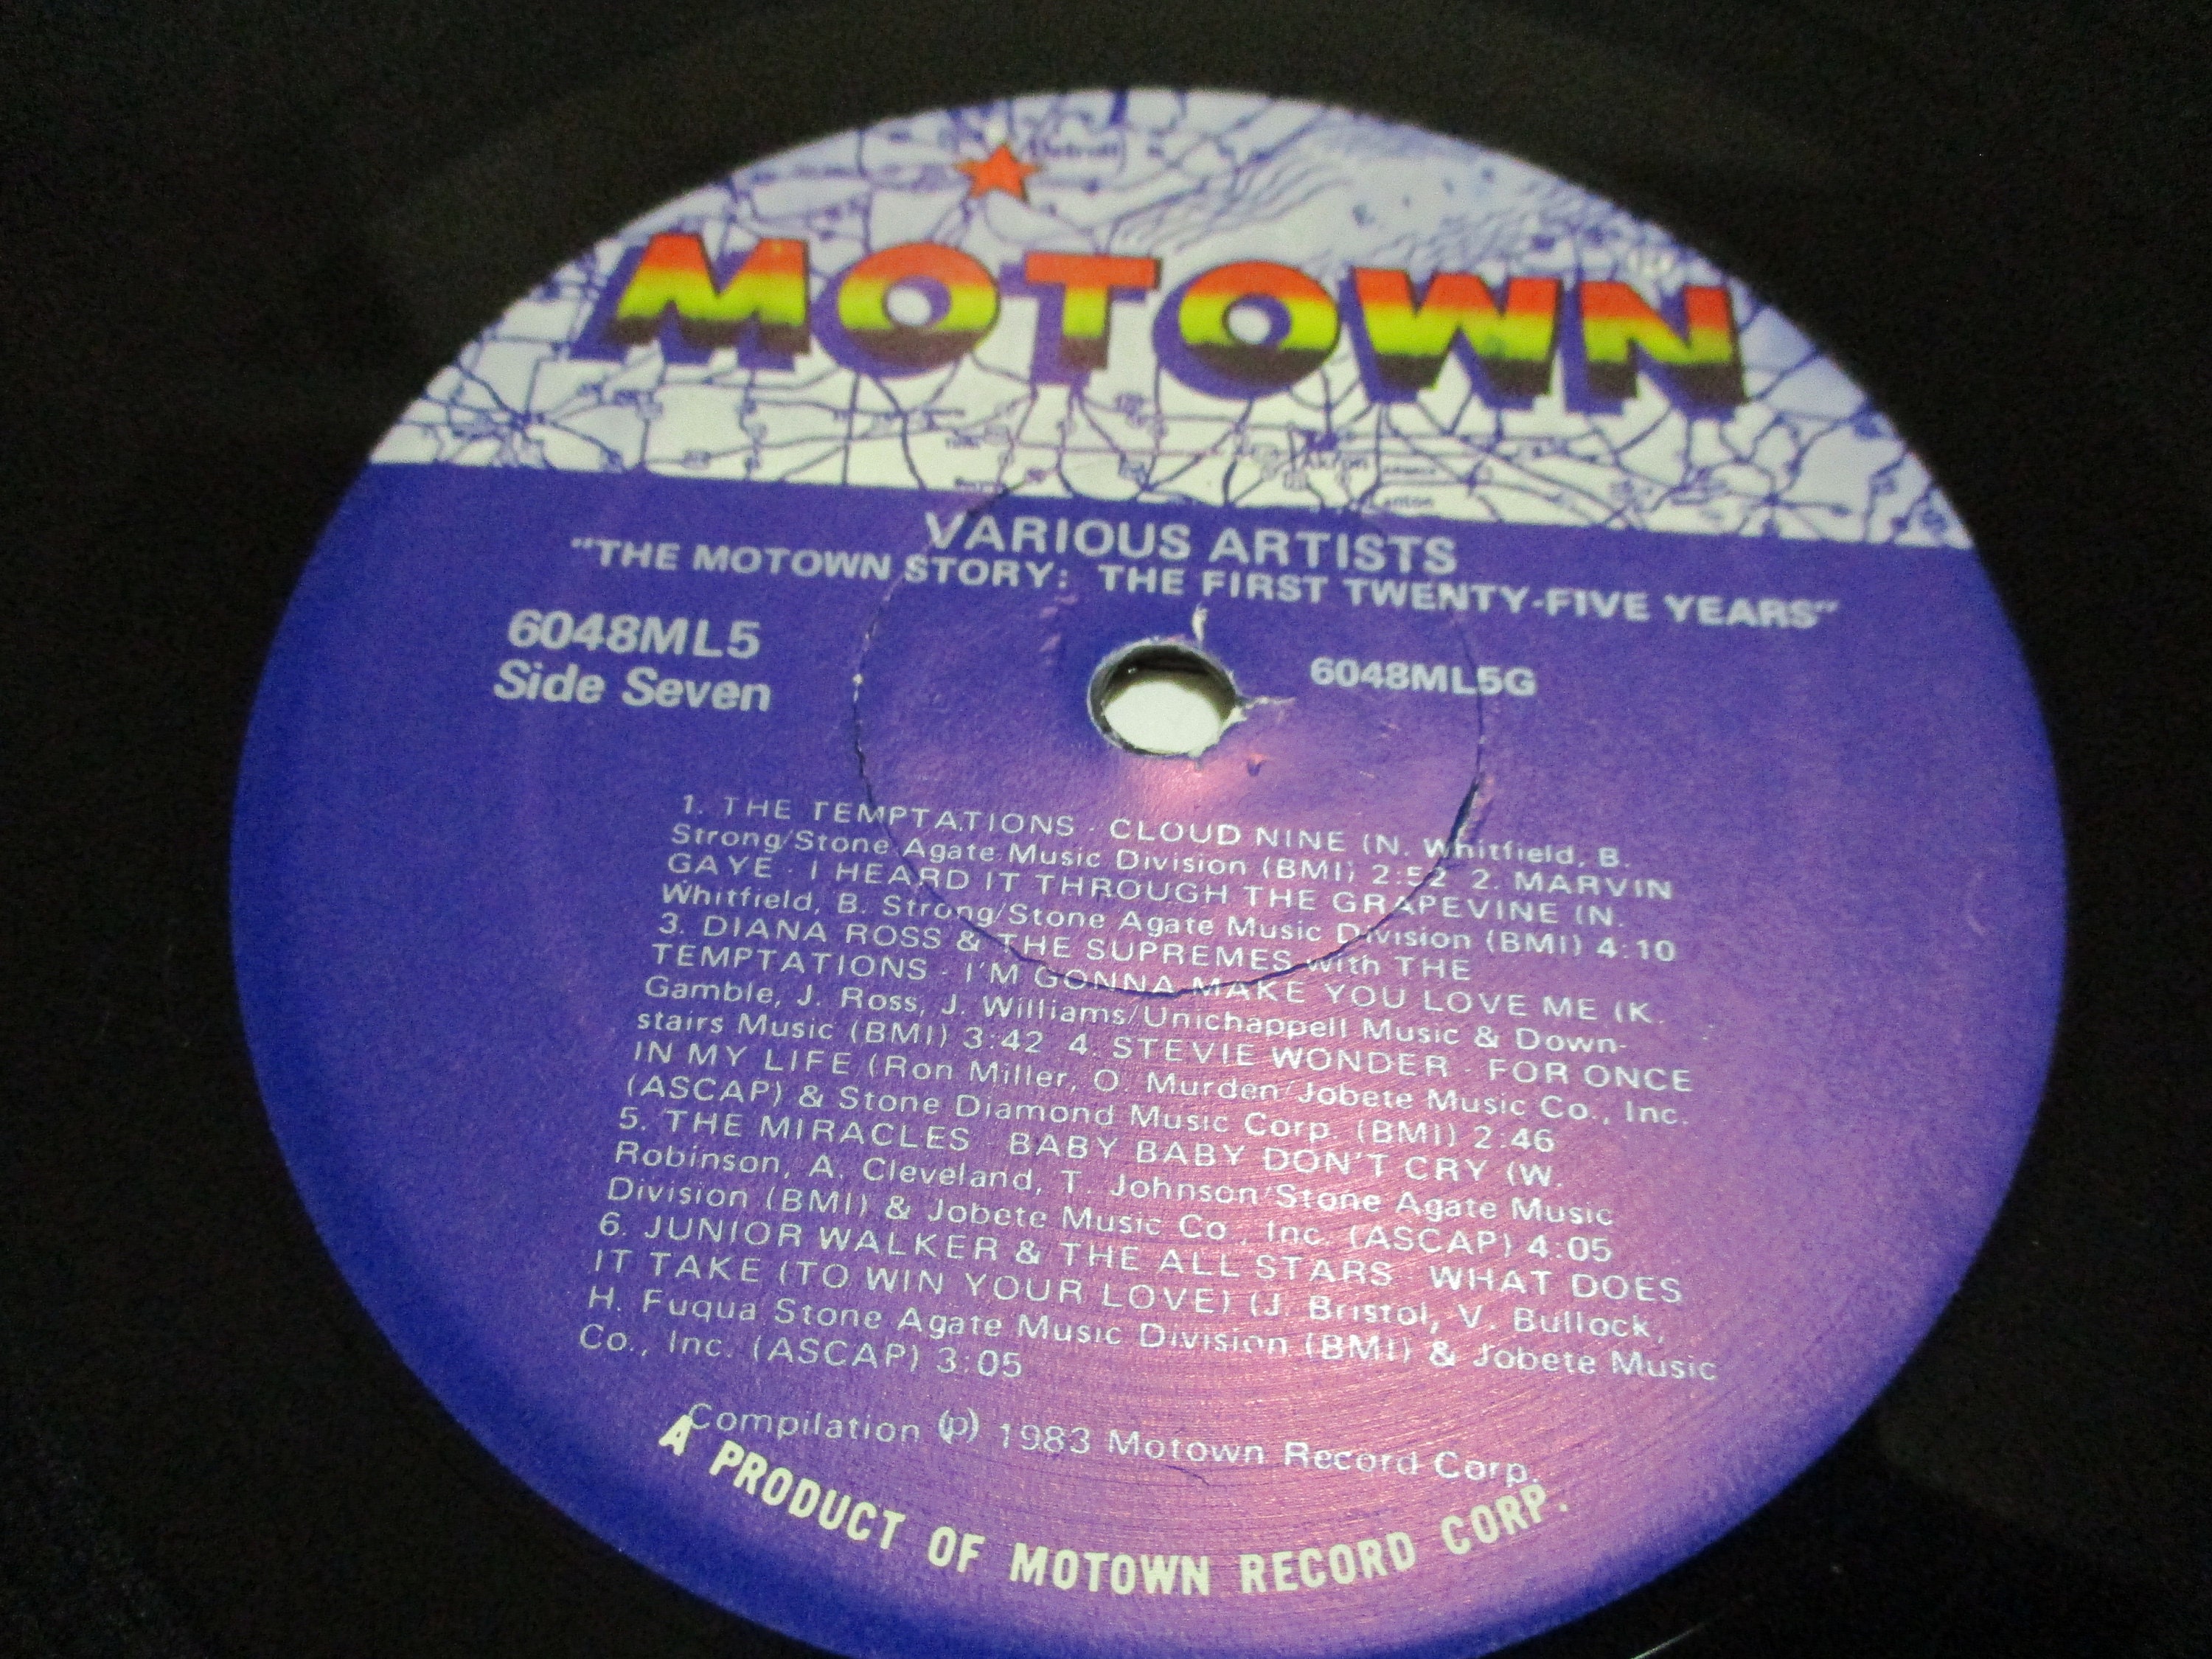 Detroit
MOTOWN
Akron
Canton
VARIOUS ARTISTS
"THE MOTOWN STORY: THE FIRST TWENTY-FIVE YEARS"
6048ML5
Side Seven
6048ML5G
1. THE TEMPTATIONS - CLOUD NINE (N. Whitfield, B.
Strong/Stone Agate Music Division (BMI) 2:52 2. MARVIN
GAYE - I HEARD IT THROUGH THE GRAPEVINE (N.
Whitfield, B. Strong/Stone Agate Music Division (BMI) 4:10
3. DIANA ROSS & THE SUPREMES with THE
TEMPTATIONS - I'M GONNA MAKE YOU LOVE ME (K.
Gamble, J. Ross, J. Williams/Unichappell Music & Down-
stairs Music (BMI) 3:42 4. STEVIE WONDER - FOR ONCE
IN MY LIFE (Ron Miller, O. Murden/Jobete Music Co., Inc.
(ASCAP) & Stone Diamond Music Corp. (BMI) 2:46
5. THE MIRACLES - BABY BABY DON'T CRY (W.
Robinson, A. Cleveland, T. Johnson/Stone Agate Music
Division (BMI) & Jobete Music Co., Inc. (ASCAP) 4:05
6. JUNIOR WALKER & THE ALL STARS WHAT DOES
IT TAKE (TO WIN YOUR LOVE) (J. Bristol, V. Bullock,
H. Fuqua Stone Agate Music Division (BMI) & Jobete Music
Co., Inc. (ASCAP) 3:05
Compilation (p) 1983 Motown Record Corp.
A PRODUCT OF MOTOWN RECORD CORP.